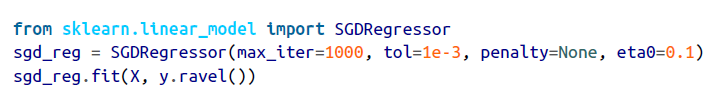 from sklearn.linear_model import SGDRegressor
sgd_reg = SGDRegressor(max_iter=1000, tol=1e-3, penalty=None, eta0=0.1)
sgd_reg.fit(X, y.ravel())